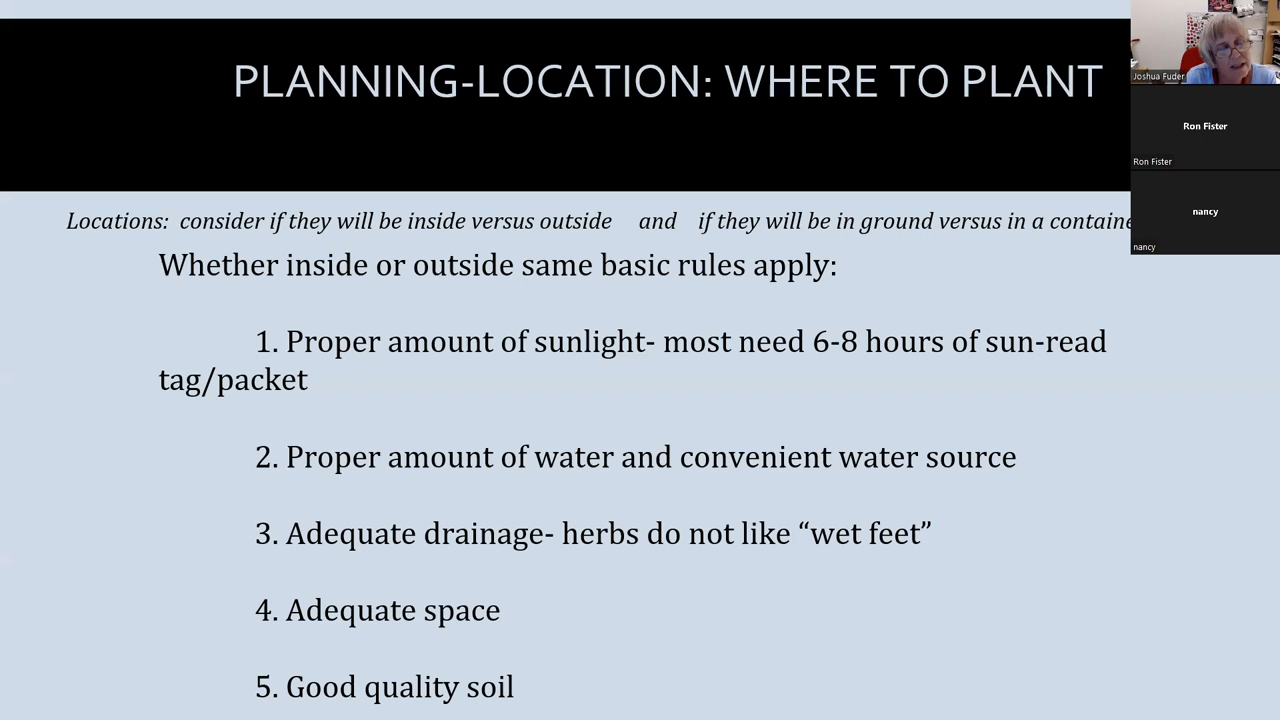 PLANNING-LOCATION: WHERE TO PLANT
Locations:  consider if they will be inside versus outside    and    if they will be in ground versus in a containe
Whether inside or outside same basic rules apply:
1. Proper amount of sunlight- most need 6-8 hours of sun-read
tag/packet
2. Proper amount of water and convenient water source
3. Adequate drainage- herbs do not like “wet feet”
4. Adequate space
5. Good quality soil
Joshua Fuder
Ron Fister
Ron Fister
nancy
nancy